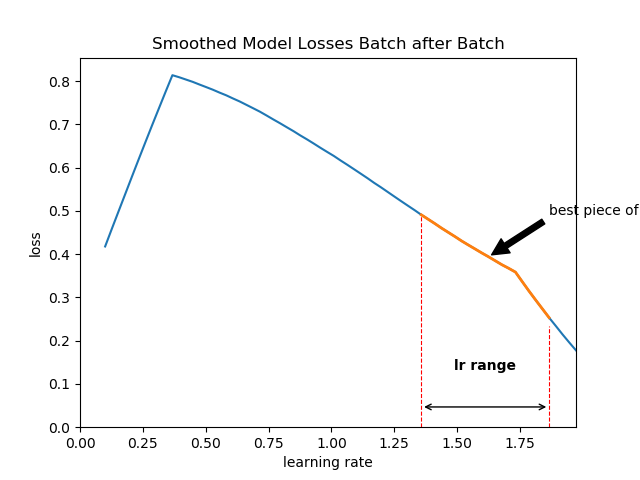 Smoothed Model Losses Batch after Batch
0.8
0.7
0.6
0.5
0.4
0.3
0.2
0.1
0.0
loss
best piece of
lr range
0.00 0.25 0.50 0.75 1.00 1.25 1.50 1.75
learning rate